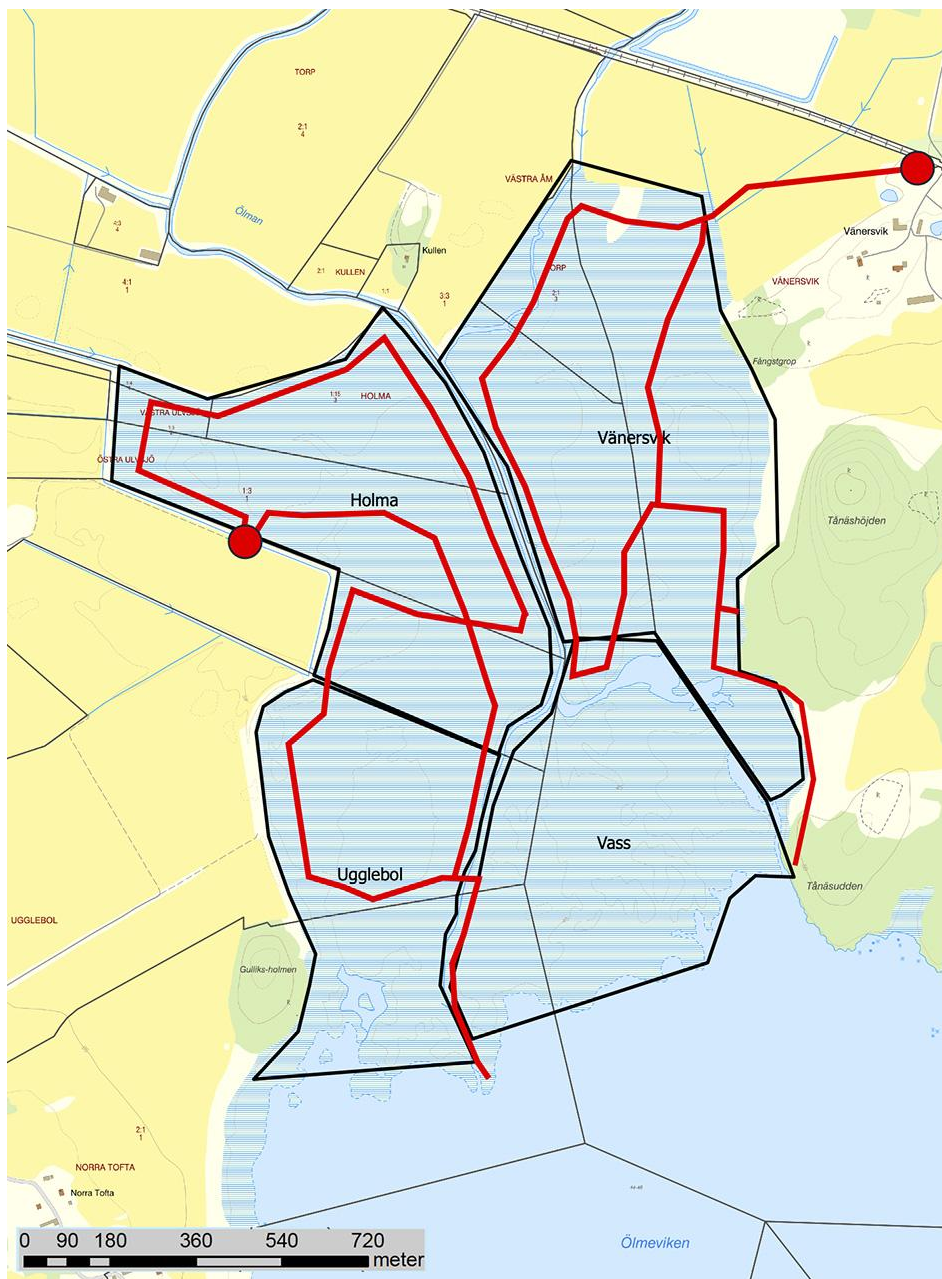 TORP
2:1
4
VÄSTRA ÅM
Ölman
4:3
4
Vänersvik
Kullen
2:1
KULLEN
4:1
1
1:1
3:3
1
ORP
2:1
3
VÄNERSVIK
Fångstgrop
1:4
1:15
2
HOLMA
VÄSTRA ULVSJÖ
1:3
Vänersvik
ÖSTRA ULVSJÖ
R
1:3
1
Holma
Tånäshöjden
R
R
Vass
Ugglebol
Tånäsudden
UGGLEBOL
Gulliks-holmen
R
2:1
1
NORRA TOFTA
Norra Tofta
Ölmeviken
0 90 180 360 540 720
meter